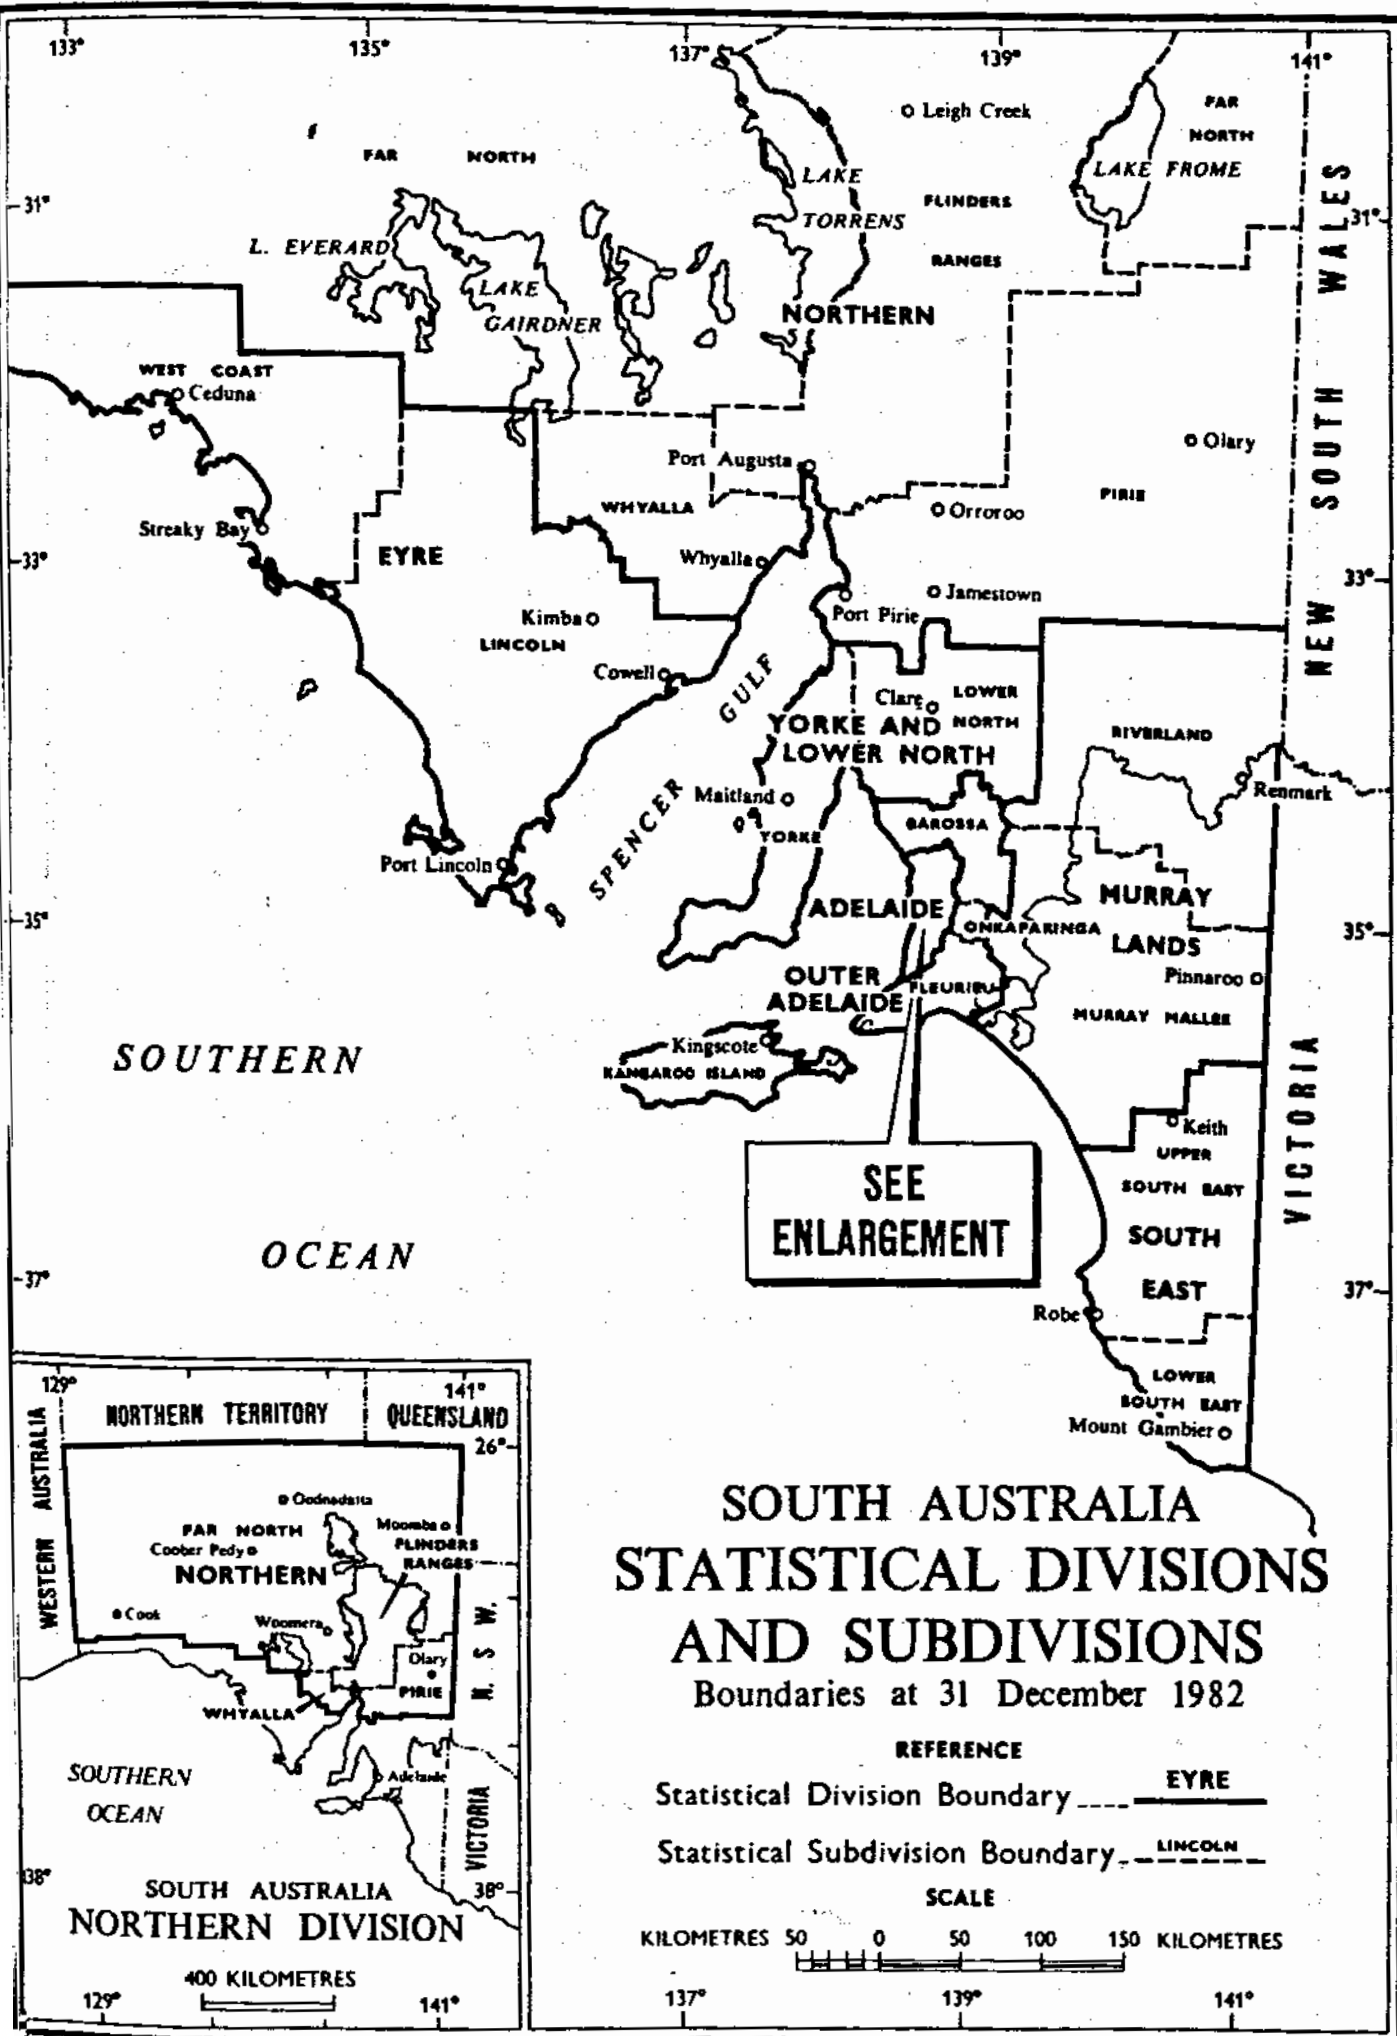 133° 135° 137° 139° 141°
Leigh Creek
FAR
NORTH
FAR NORTH
LAKE
TORRENS
LAKE FROME
FLINDERS
RANGES
31°
31°
L. EVERARD
LAKE
GAIRDNER
NORTHERN
NEW SOUTH WALES
WEST COAST
Ceduna
Port Augusta
Olary
WHYALLA
PIRIE
Orroroo
Streaky Bay
EYRE
Whyalla
33°
33°
Kimba
Port Pirie
Jamestown
LINCOLN
Cowell
SPENCER GULF
Clare
LOWER
NORTH
YORKE AND
LOWER NORTH
RIVERLAND
Maitland
Renmark
YORKE
BAROSSA
Port Lincoln
MURRAY
LANDS
ADELAIDE
ONKAPARINGA
35°
35°
OUTER
ADELAIDE
FLEURIEU
Pinnaroo
MURRAY MALLEE
Kingscote
KANGAROO ISLAND
SOUTHERN
OCEAN
VICTORIA
Keith
UPPER
SOUTH EAST
SEE
ENLARGEMENT
SOUTH
EAST
37°
37°
Robe
LOWER
SOUTH EAST
Mount Gambier
129° 141°
NORTHERN TERRITORY
QUEENSLAND
WESTERN AUSTRALIA
26°
Oodnadatta
FAR NORTH
Moomba
Coober Pedy
FLINDERS
RANGES
NORTHERN
Cook
Woomera
N. S. W.
Olary
PIRIE
WHYALLA
SOUTHERN
OCEAN
Adelaide
VICTORIA
38°
38°
SOUTH AUSTRALIA
NORTHERN DIVISION
400 KILOMETRES
129° 141°
SOUTH AUSTRALIA
STATISTICAL DIVISIONS
AND SUBDIVISIONS
Boundaries at 31 December 1982
REFERENCE
Statistical Division Boundary EYRE
Statistical Subdivision Boundary LINCOLN
SCALE
KILOMETRES 50 0 50 100 150 KILOMETRES
137° 139° 141°